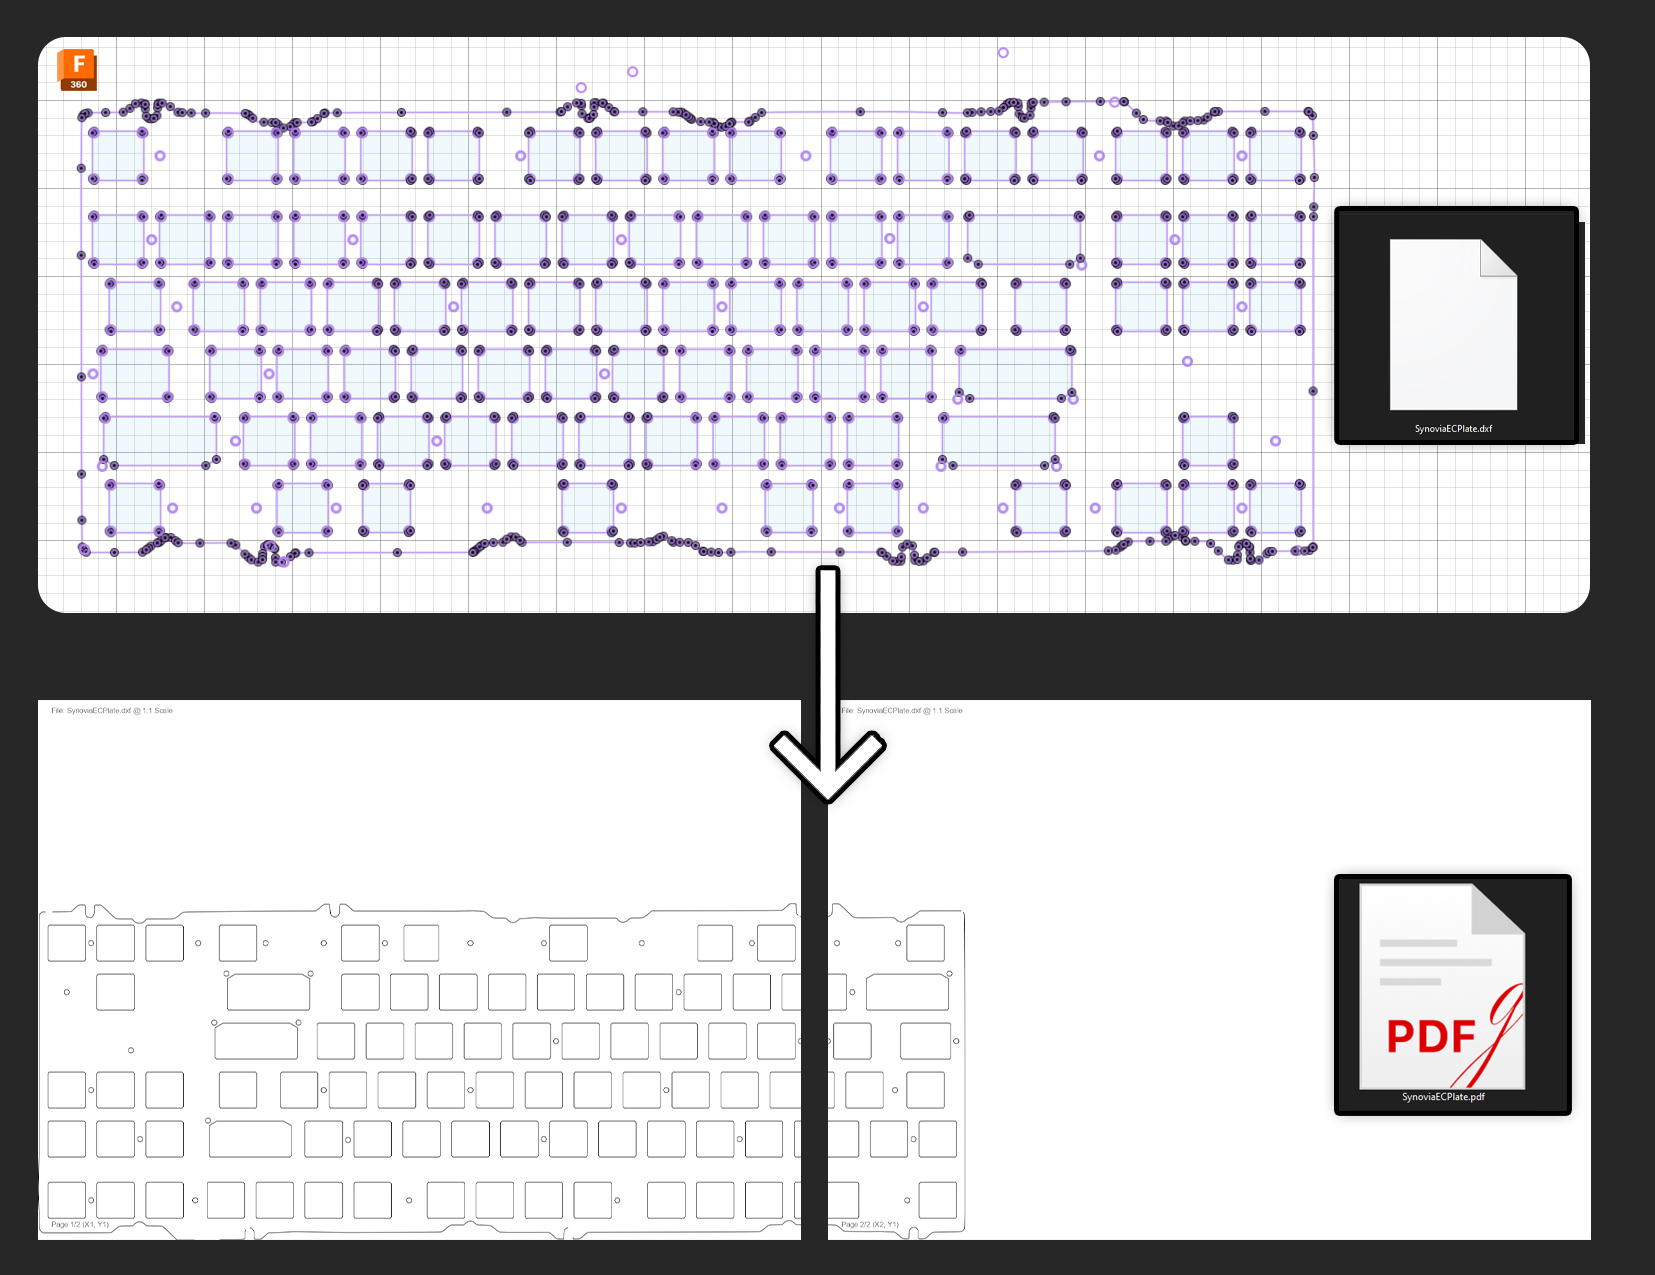 F
360
SynoviaECPlate.dxf
File: SynoviaECPlate.dxf @ 1:1 Scale
File: SynoviaECPlate.dxf @ 1:1 Scale
PDF
SynoviaECPlate.pdf
Page 1/2 (X1, Y1)
Page 2/2 (X2, Y1)